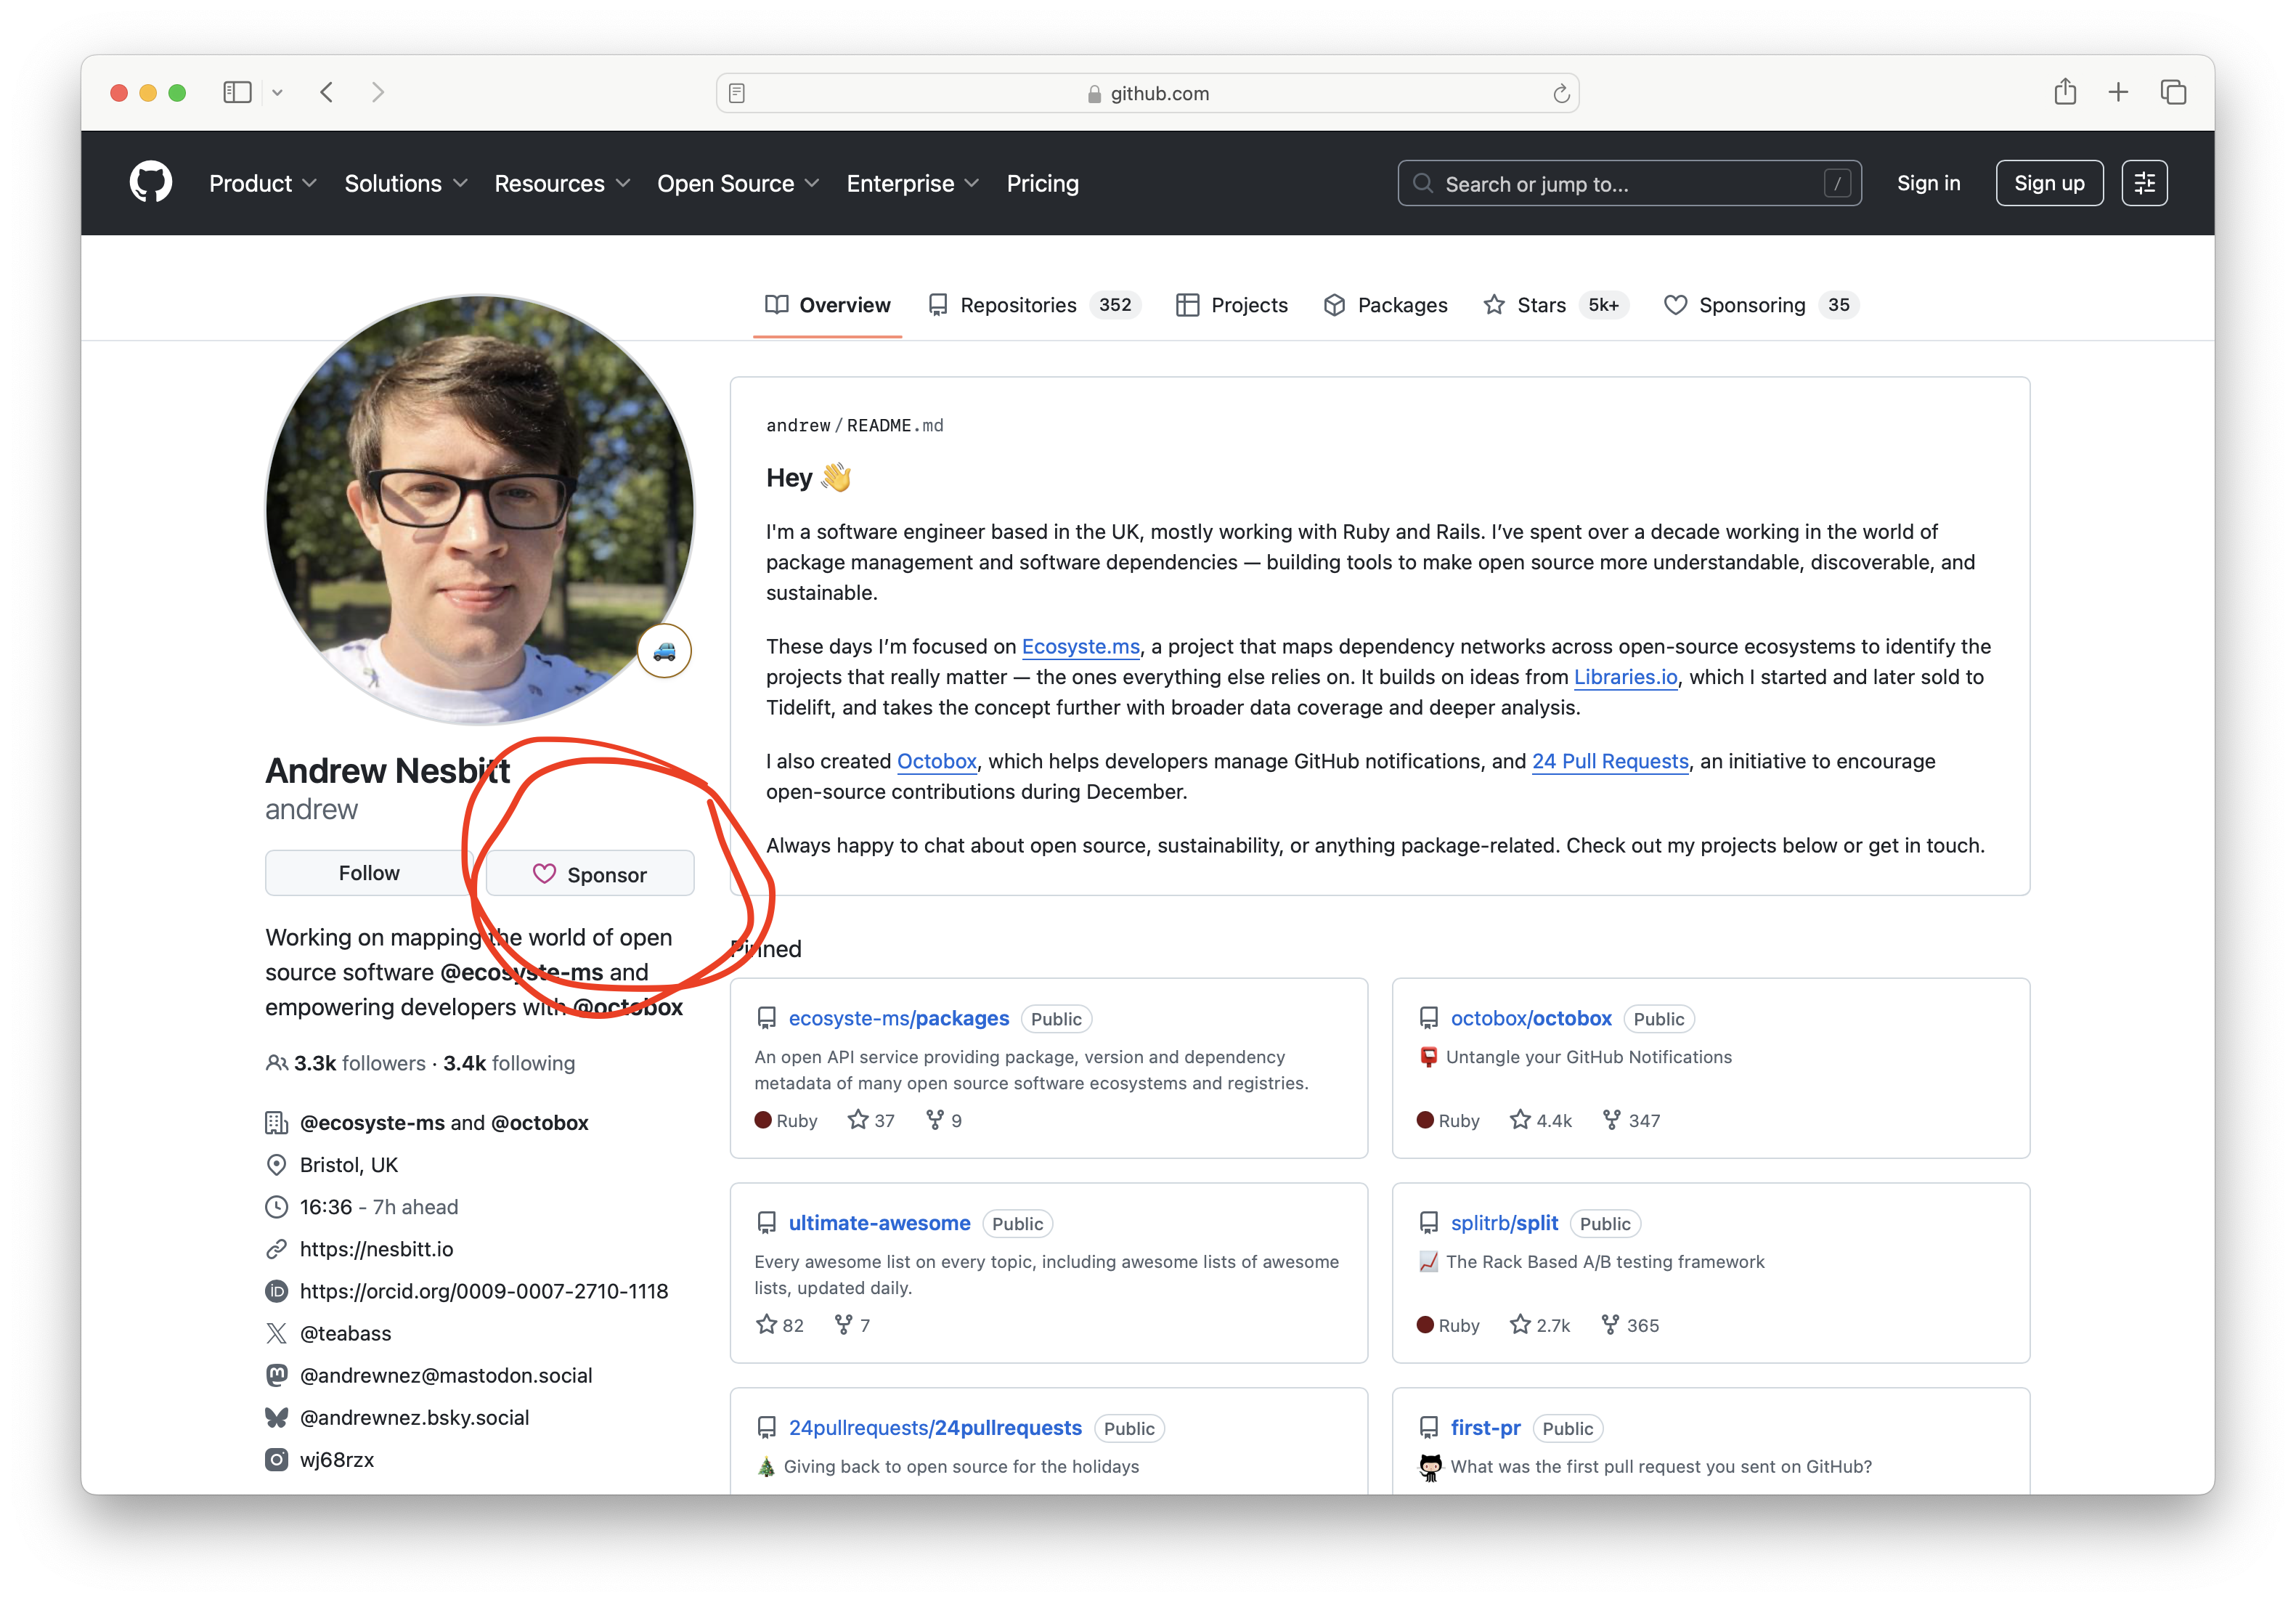 github.com
Product
Solutions
Resources
Open Source
Enterprise
Pricing
Search or jump to...
/
Sign in
Sign up
Overview
Repositories 352
Projects
Packages
Stars 5k+
Sponsoring 35
Andrew Nesbitt
andrew
Follow
Sponsor
Working on mapping the world of open
source software @ecosyste-ms and
empowering developers with @octobox
3.3k followers · 3.4k following
@ecosyste-ms and @octobox
Bristol, UK
16:36 - 7h ahead
https://nesbitt.io
iD https://orcid.org/0009-0007-2710-1118
@teabass
@andrewnez@mastodon.social
@andrewnez.bsky.social
wj68rzx
andrew/README.md
Hey 👋
I'm a software engineer based in the UK, mostly working with Ruby and Rails. I’ve spent over a decade working in the world of
package management and software dependencies — building tools to make open source more understandable, discoverable, and
sustainable.
These days I’m focused on Ecosyste.ms, a project that maps dependency networks across open-source ecosystems to identify the
projects that really matter — the ones everything else relies on. It builds on ideas from Libraries.io, which I started and later sold to
Tidelift, and takes the concept further with broader data coverage and deeper analysis.
I also created Octobox, which helps developers manage GitHub notifications, and 24 Pull Requests, an initiative to encourage
open-source contributions during December.
Always happy to chat about open source, sustainability, or anything package-related. Check out my projects below or get in touch.
Pinned
ecosyste-ms/packages Public
An open API service providing package, version and dependency
metadata of many open source software ecosystems and registries.
Ruby 37 9
octobox/octobox Public
📮 Untangle your GitHub Notifications
Ruby 4.4k 347
ultimate-awesome Public
Every awesome list on every topic, including awesome lists of awesome
lists, updated daily.
82 7
splitrb/split Public
📈 The Rack Based A/B testing framework
Ruby 2.7k 365
24pullrequests/24pullrequests Public
🎄 Giving back to open source for the holidays
first-pr Public
What was the first pull request you sent on GitHub?